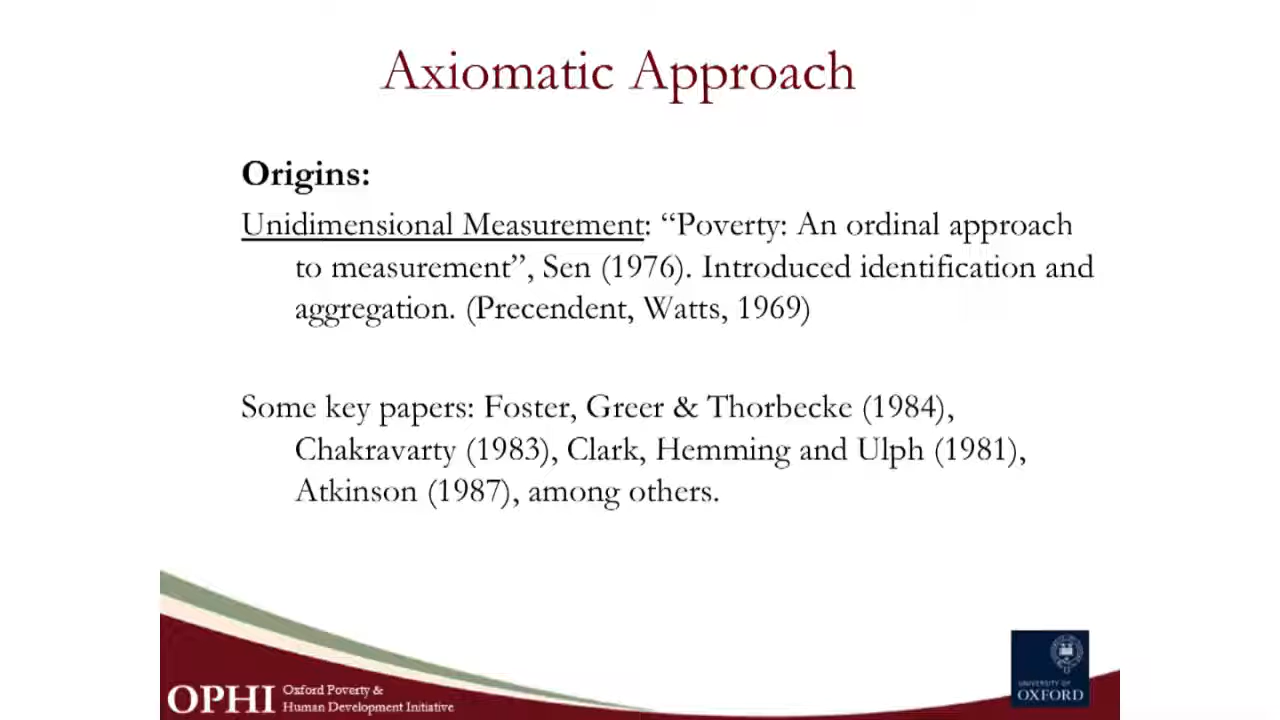 Axiomatic Approach
Origins:
Unidimensional Measurement: “Poverty: An ordinal approach
to measurement”, Sen (1976). Introduced identification and
aggregation. (Precendent, Watts, 1969)
Some key papers: Foster, Greer & Thorbecke (1984),
Chakravarty (1983), Clark, Hemming and Ulph (1981),
Atkinson (1987), among others.
OPHI
Oxford Poverty &
Human Development Initiative
UNIVERSITY OF
OXFORD